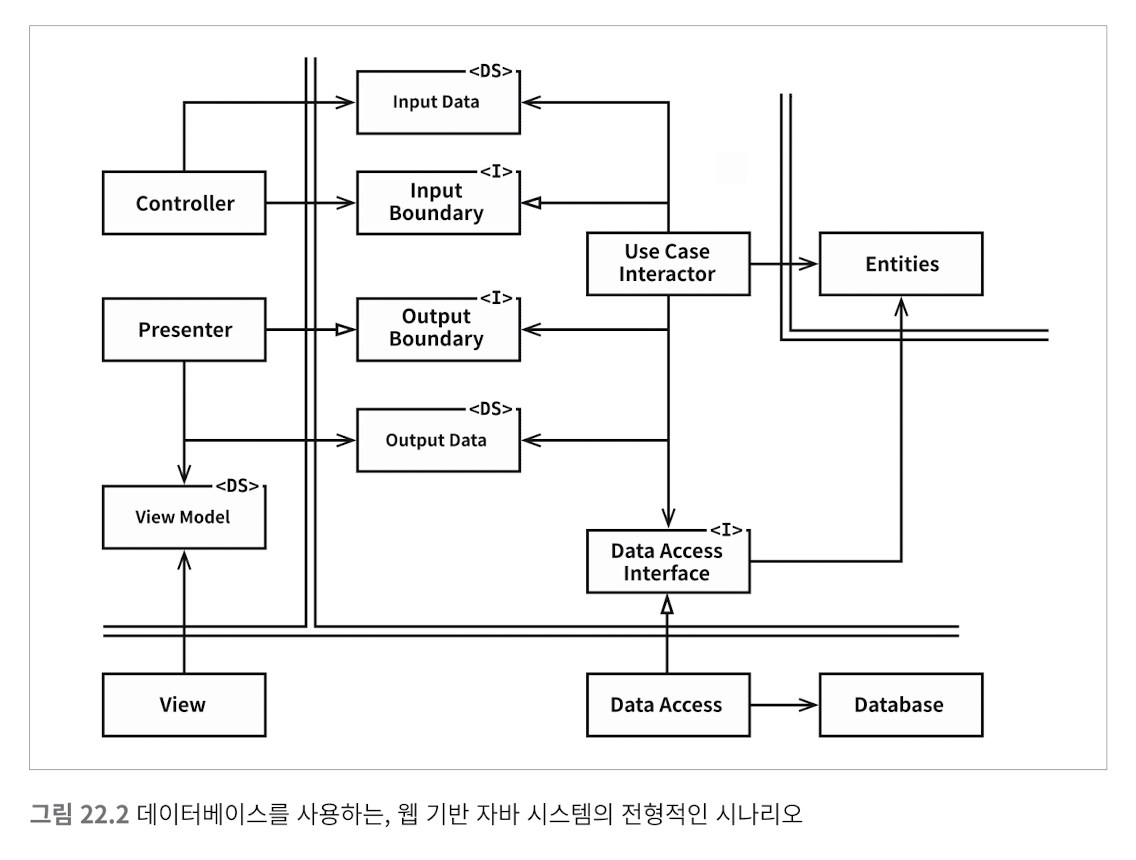 <DS>
Input Data
<I>
Controller
Input
Boundary
Use Case
Interactor
Entities
<I>
Presenter
Output
Boundary
<DS>
Output Data
<DS>
View Model
<I>
Data Access
Interface
View
Data Access
Database
그림 22.2 데이터베이스를 사용하는, 웹 기반 자바 시스템의 전형적인 시나리오